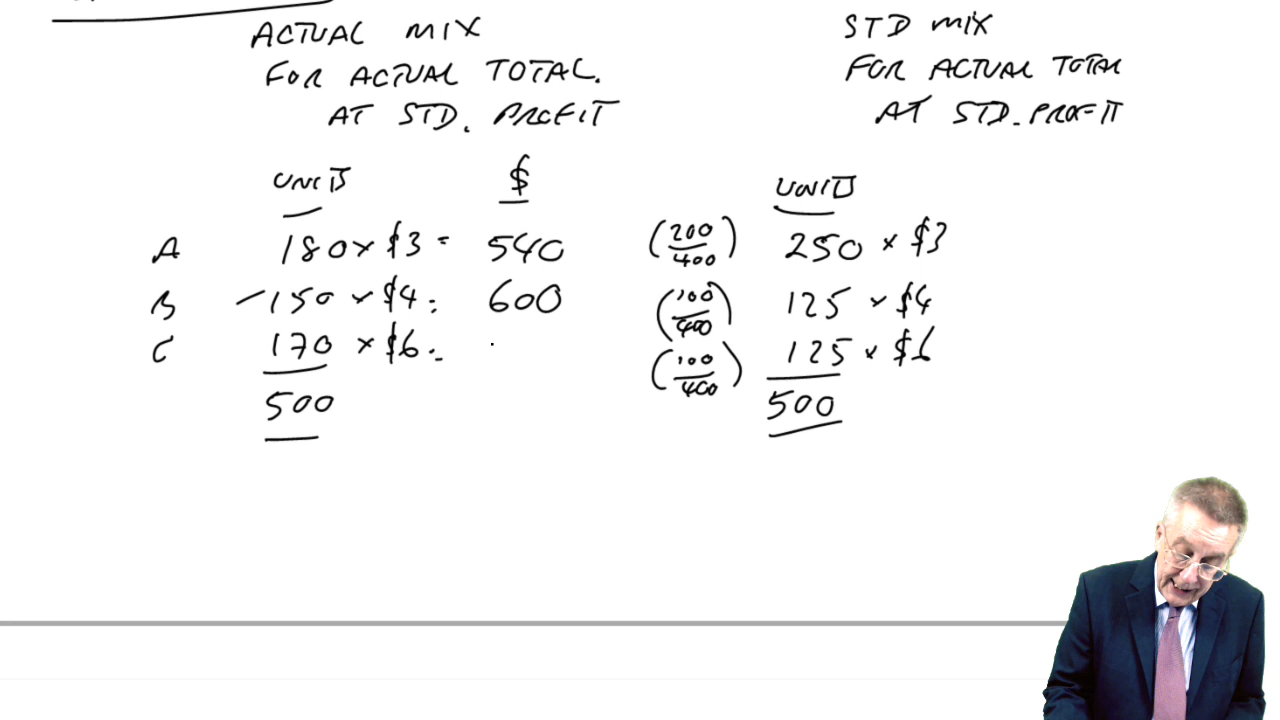 ACTUAL MIX
FOR ACTUAL TOTAL.
AT STD. PROFIT
STD MIX
FOR ACTUAL TOTAL
AT STD. PROFIT
UNITS $ UNITS
A 180 x $3 = 540 (200/400) 250 x $3
B 150 x $4 = 600 (100/400) 125 x $4
C 170 x $6 = (100/400) 125 x $6
500 500